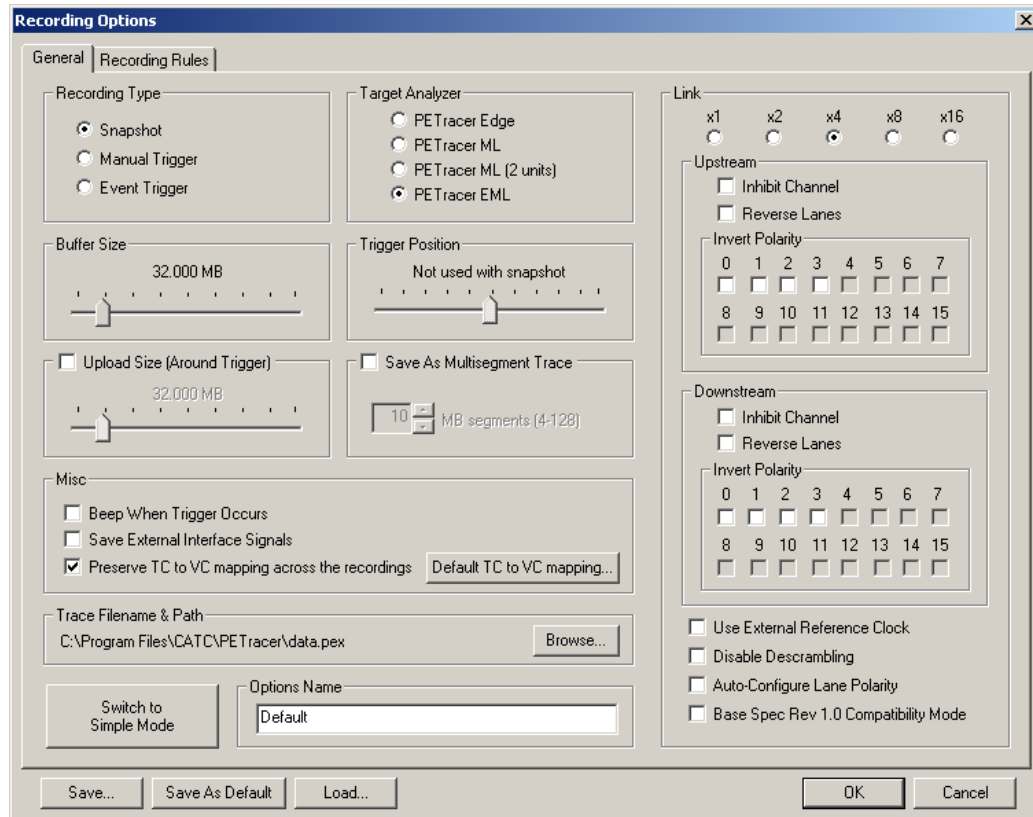 Recording Options
General
Recording Rules
Recording Type
Snapshot
Manual Trigger
Event Trigger
Target Analyzer
PETracer Edge
PETracer ML
PETracer ML (2 units)
PETracer EML
Buffer Size
32.000 MB
Trigger Position
Not used with snapshot
Upload Size (Around Trigger)
32.000 MB
Save As Multisegment Trace
10 MB segments (4-128)
Misc
Beep When Trigger Occurs
Save External Interface Signals
Preserve TC to VC mapping across the recordings
Default TC to VC mapping...
Trace Filename & Path
C:\Program Files\CATC\PETracer\data.pex
Browse...
Switch to
Simple Mode
Options Name
Default
Link
x1 x2 x4 x8 x16
Upstream
Inhibit Channel
Reverse Lanes
Invert Polarity
0 1 2 3 4 5 6 7
8 9 10 11 12 13 14 15
Downstream
Inhibit Channel
Reverse Lanes
Invert Polarity
0 1 2 3 4 5 6 7
8 9 10 11 12 13 14 15
Use External Reference Clock
Disable Descrambling
Auto-Configure Lane Polarity
Base Spec Rev 1.0 Compatibility Mode
Save...
Save As Default
Load...
OK
Cancel